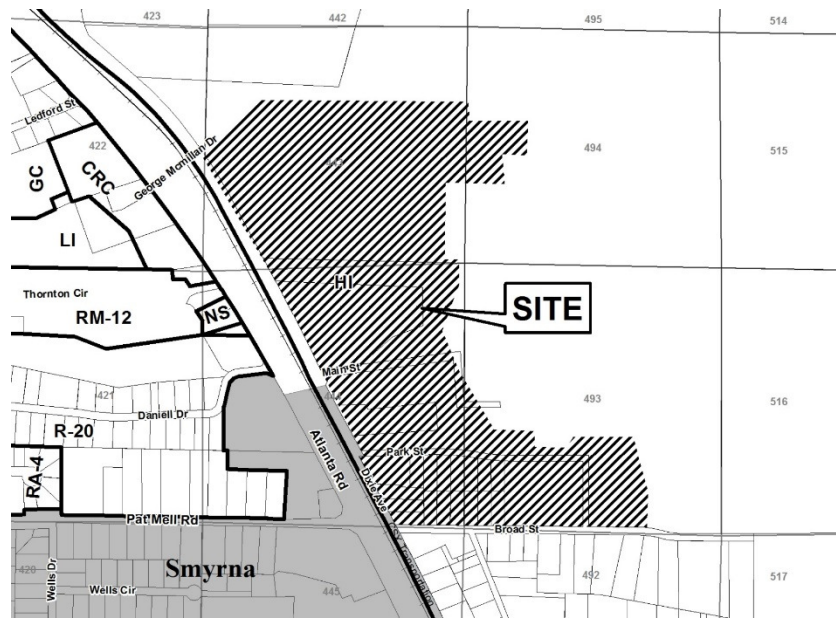 423
442
495
514
Ledford St
422
George Mcmillan Dr
494
515
GC
CRC
LI
HI
Thornton Cir
SITE
NS
RM-12
Main St
421
493
516
Daniell Dr
R-20
Park St
RA-4
Atlanta Rd
Dixie Ave
Pat Mell Rd
Broad St
CSX Transportation
Smyrna
420
492
517
Wells Dr
Wells Cir
445